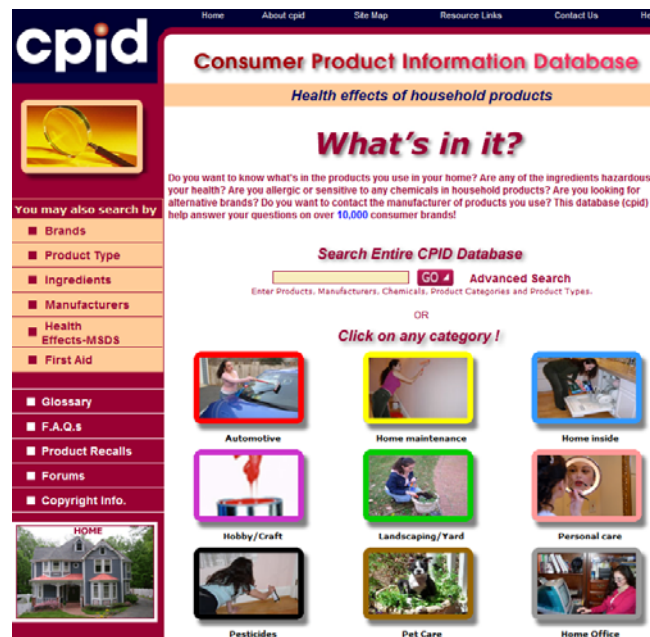 Home About cpid Site Map Resource Links Contact Us
cpid
Consumer Product Information Database
Health effects of household products
What's in it?
Do you want to know what's in the products you use in your home? Are any of the ingredients hazardous
your health? Are you allergic or sensitive to any chemicals in household products? Are you looking for
alternative brands? Do you want to contact the manufacturer of products you use? This database (cpid)
help answer your questions on over 10,000 consumer brands!
You may also search by
Brands
Product Type
Ingredients
Manufacturers
Health
Effects-MSDS
First Aid
Glossary
F.A.Q.s
Product Recalls
Forums
Copyright Info.
HOME
Search Entire CPID Database
GO Advanced Search
Enter Products, Manufacturers, Chemicals, Product Categories and Product Types.
OR
Click on any category !
Automotive Home maintenance Home inside
Hobby/Craft Landscaping/Yard Personal care
Pesticides Pet Care Home Office